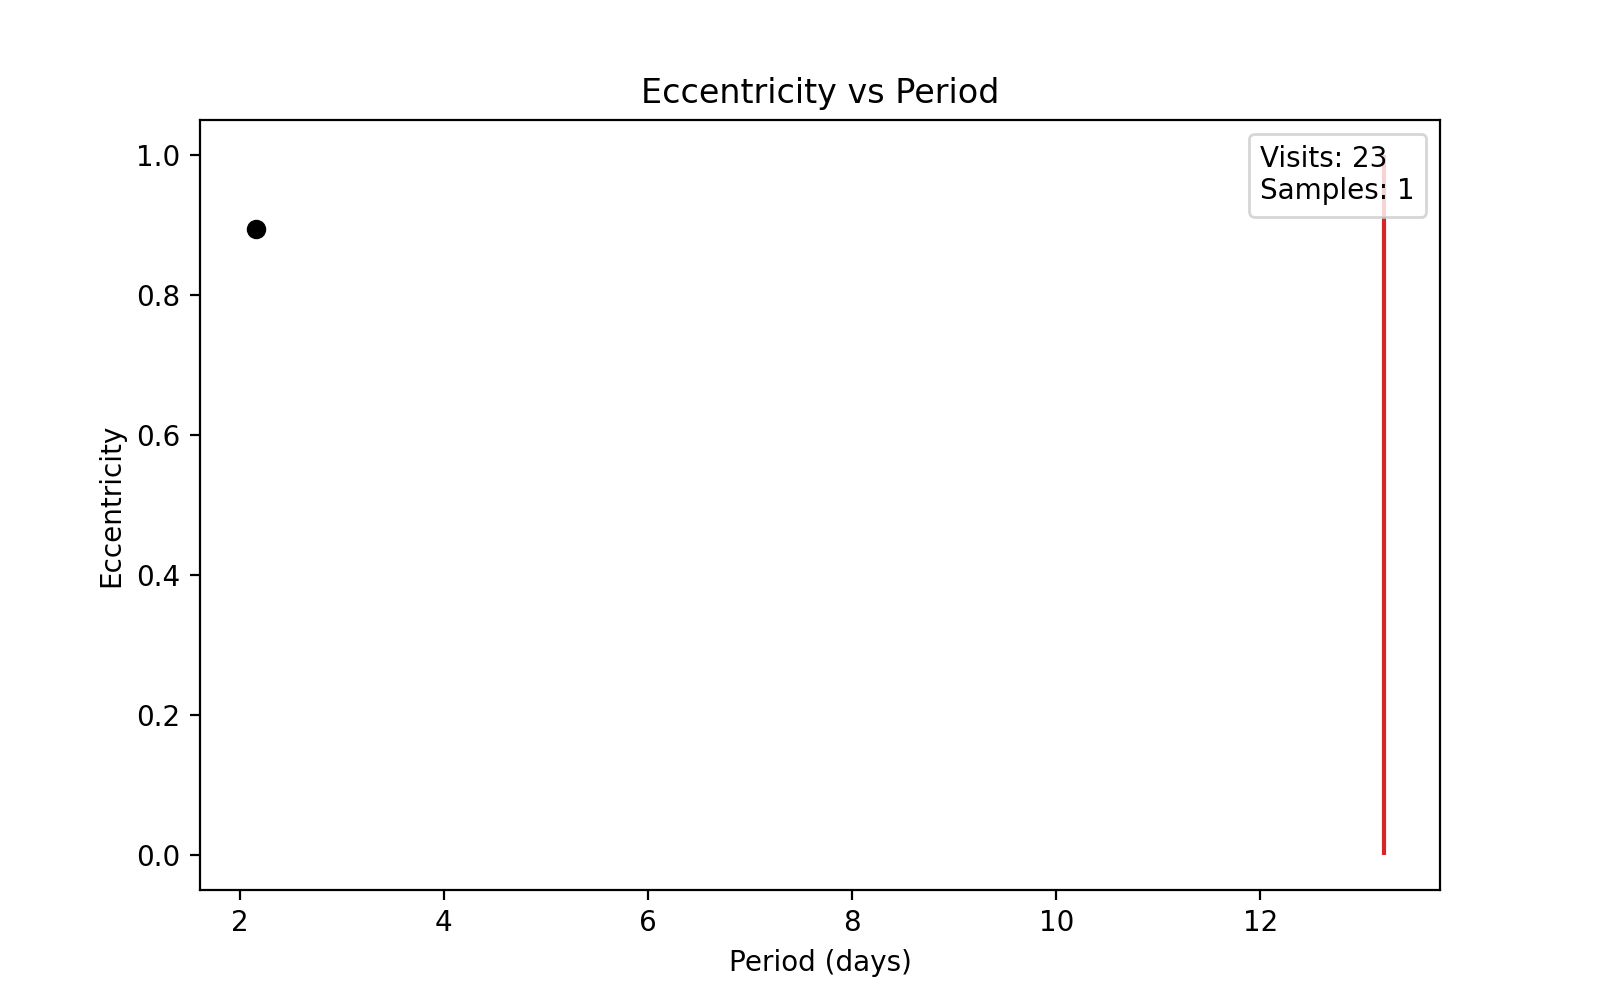 Eccentricity vs Period
Visits: 23
Samples: 1
1.0
0.8
0.6
0.4
0.2
0.0
Eccentricity
2 4 6 8 10 12
Period (days)